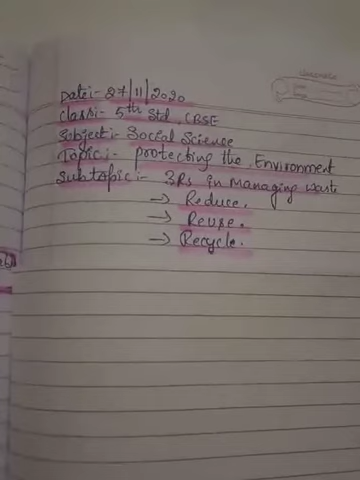 Date:- 27/11/2020
Class:- 5th Std, CBSE
Subject:- Social Science
Topic:- protecting the Environment
Subtopic:- 3Rs in managing waste
→ Reduce.
→ Reuse.
→ Recycle.